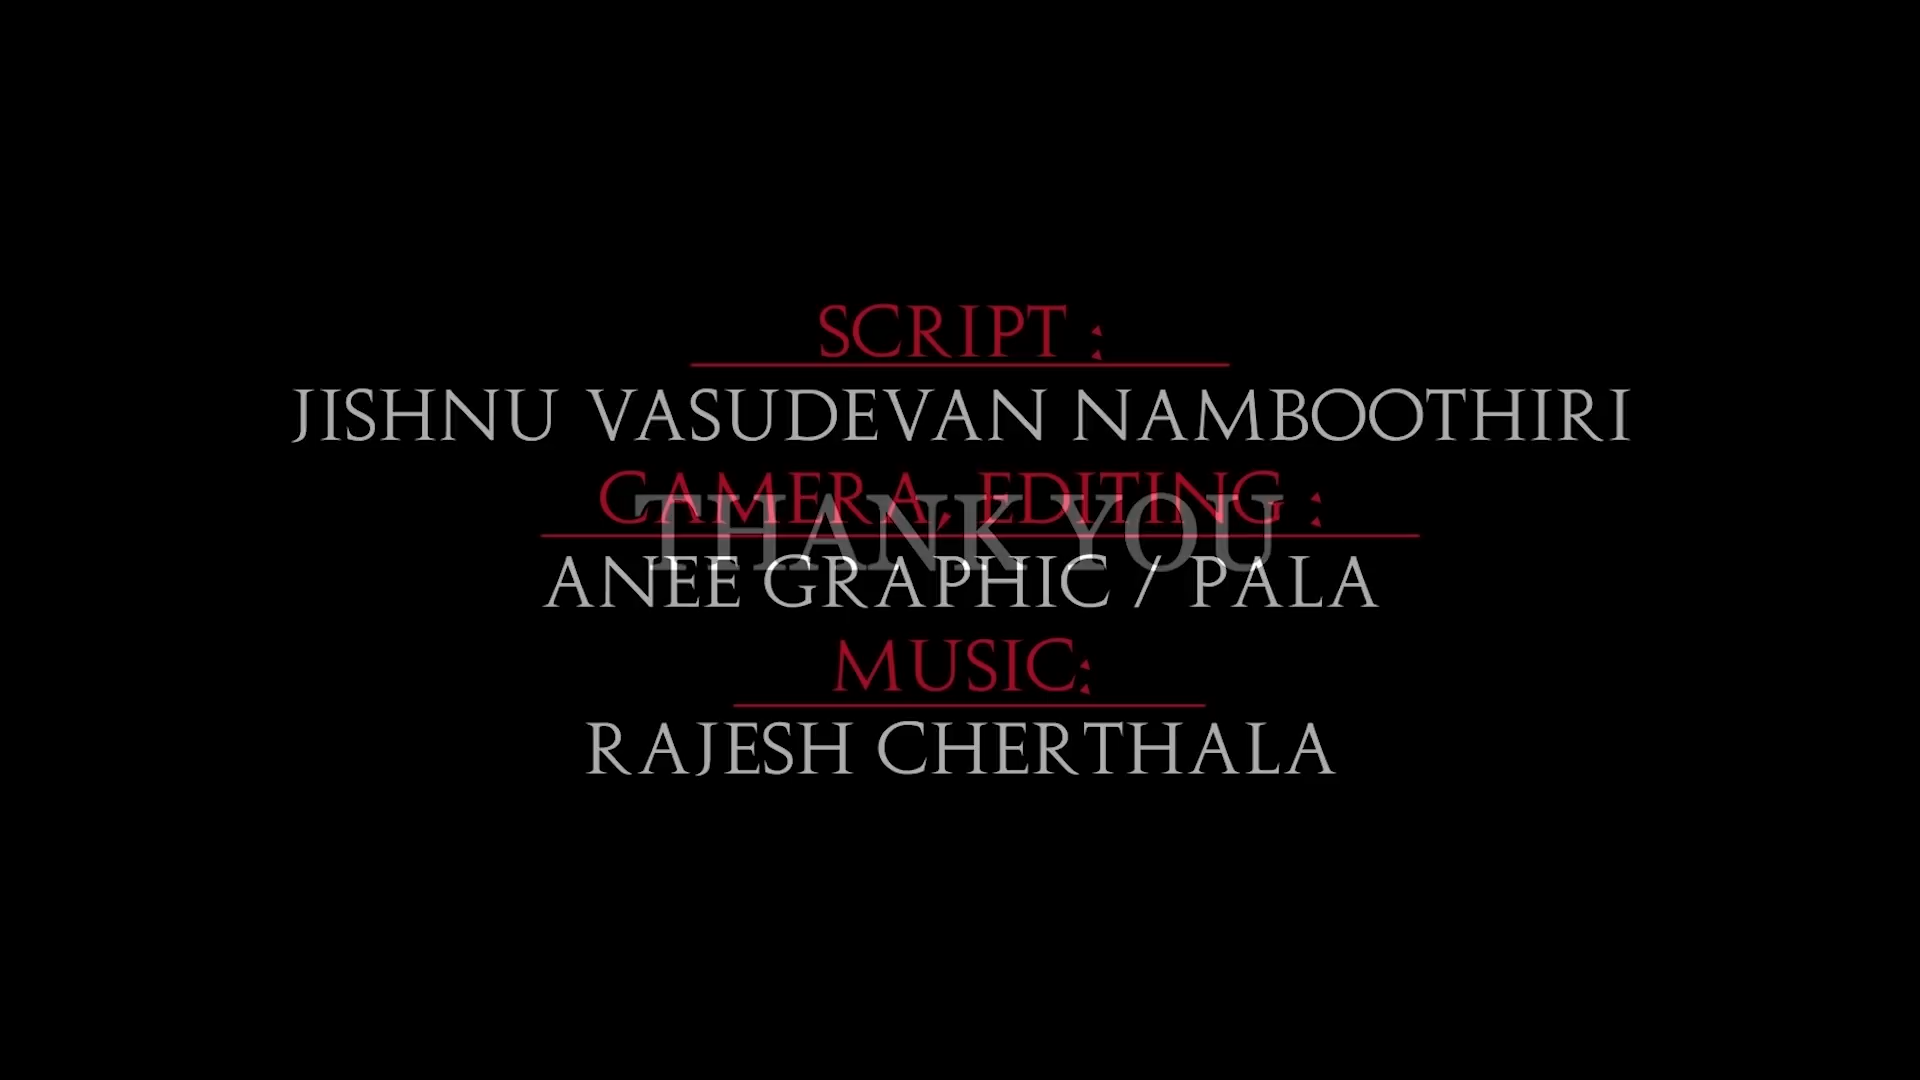 SCRIPT :
JISHNU VASUDEVAN NAMBOOTHIRI
CAMERA, EDITING :
THANK YOU
ANEE GRAPHIC / PALA
MUSIC:
RAJESH CHERTHALA